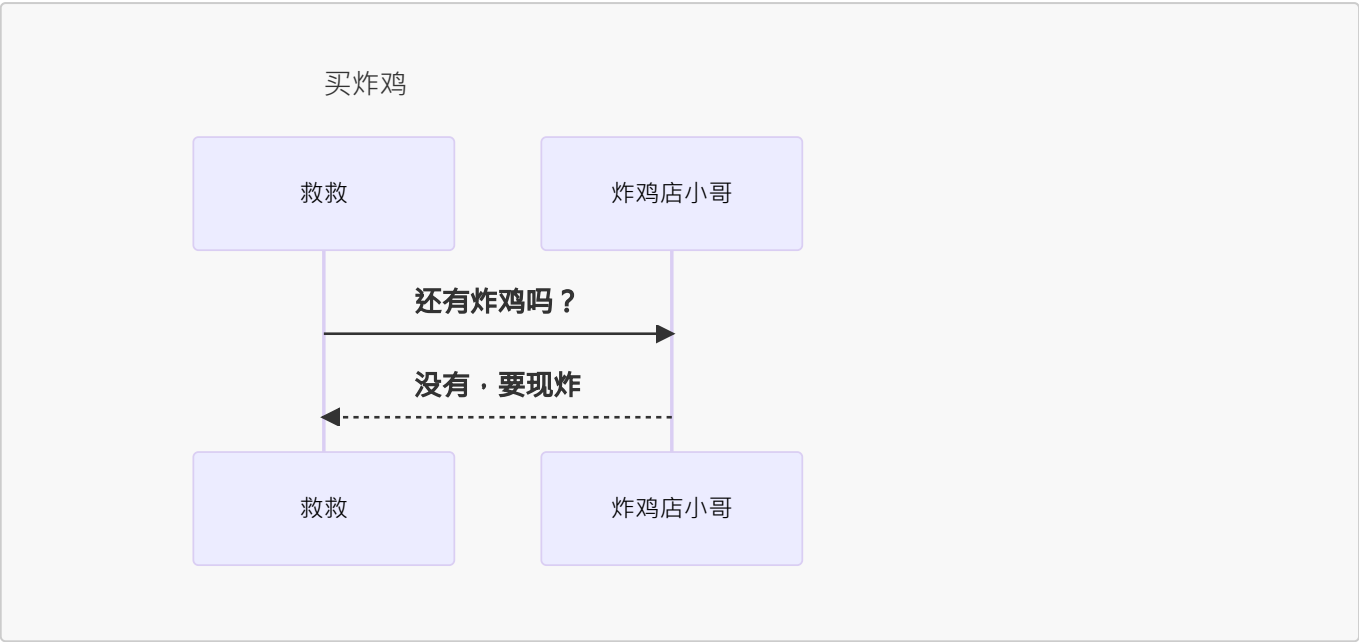 买炸鸡
救救
炸鸡店小哥
还有炸鸡吗？
没有，要现炸
救救
炸鸡店小哥